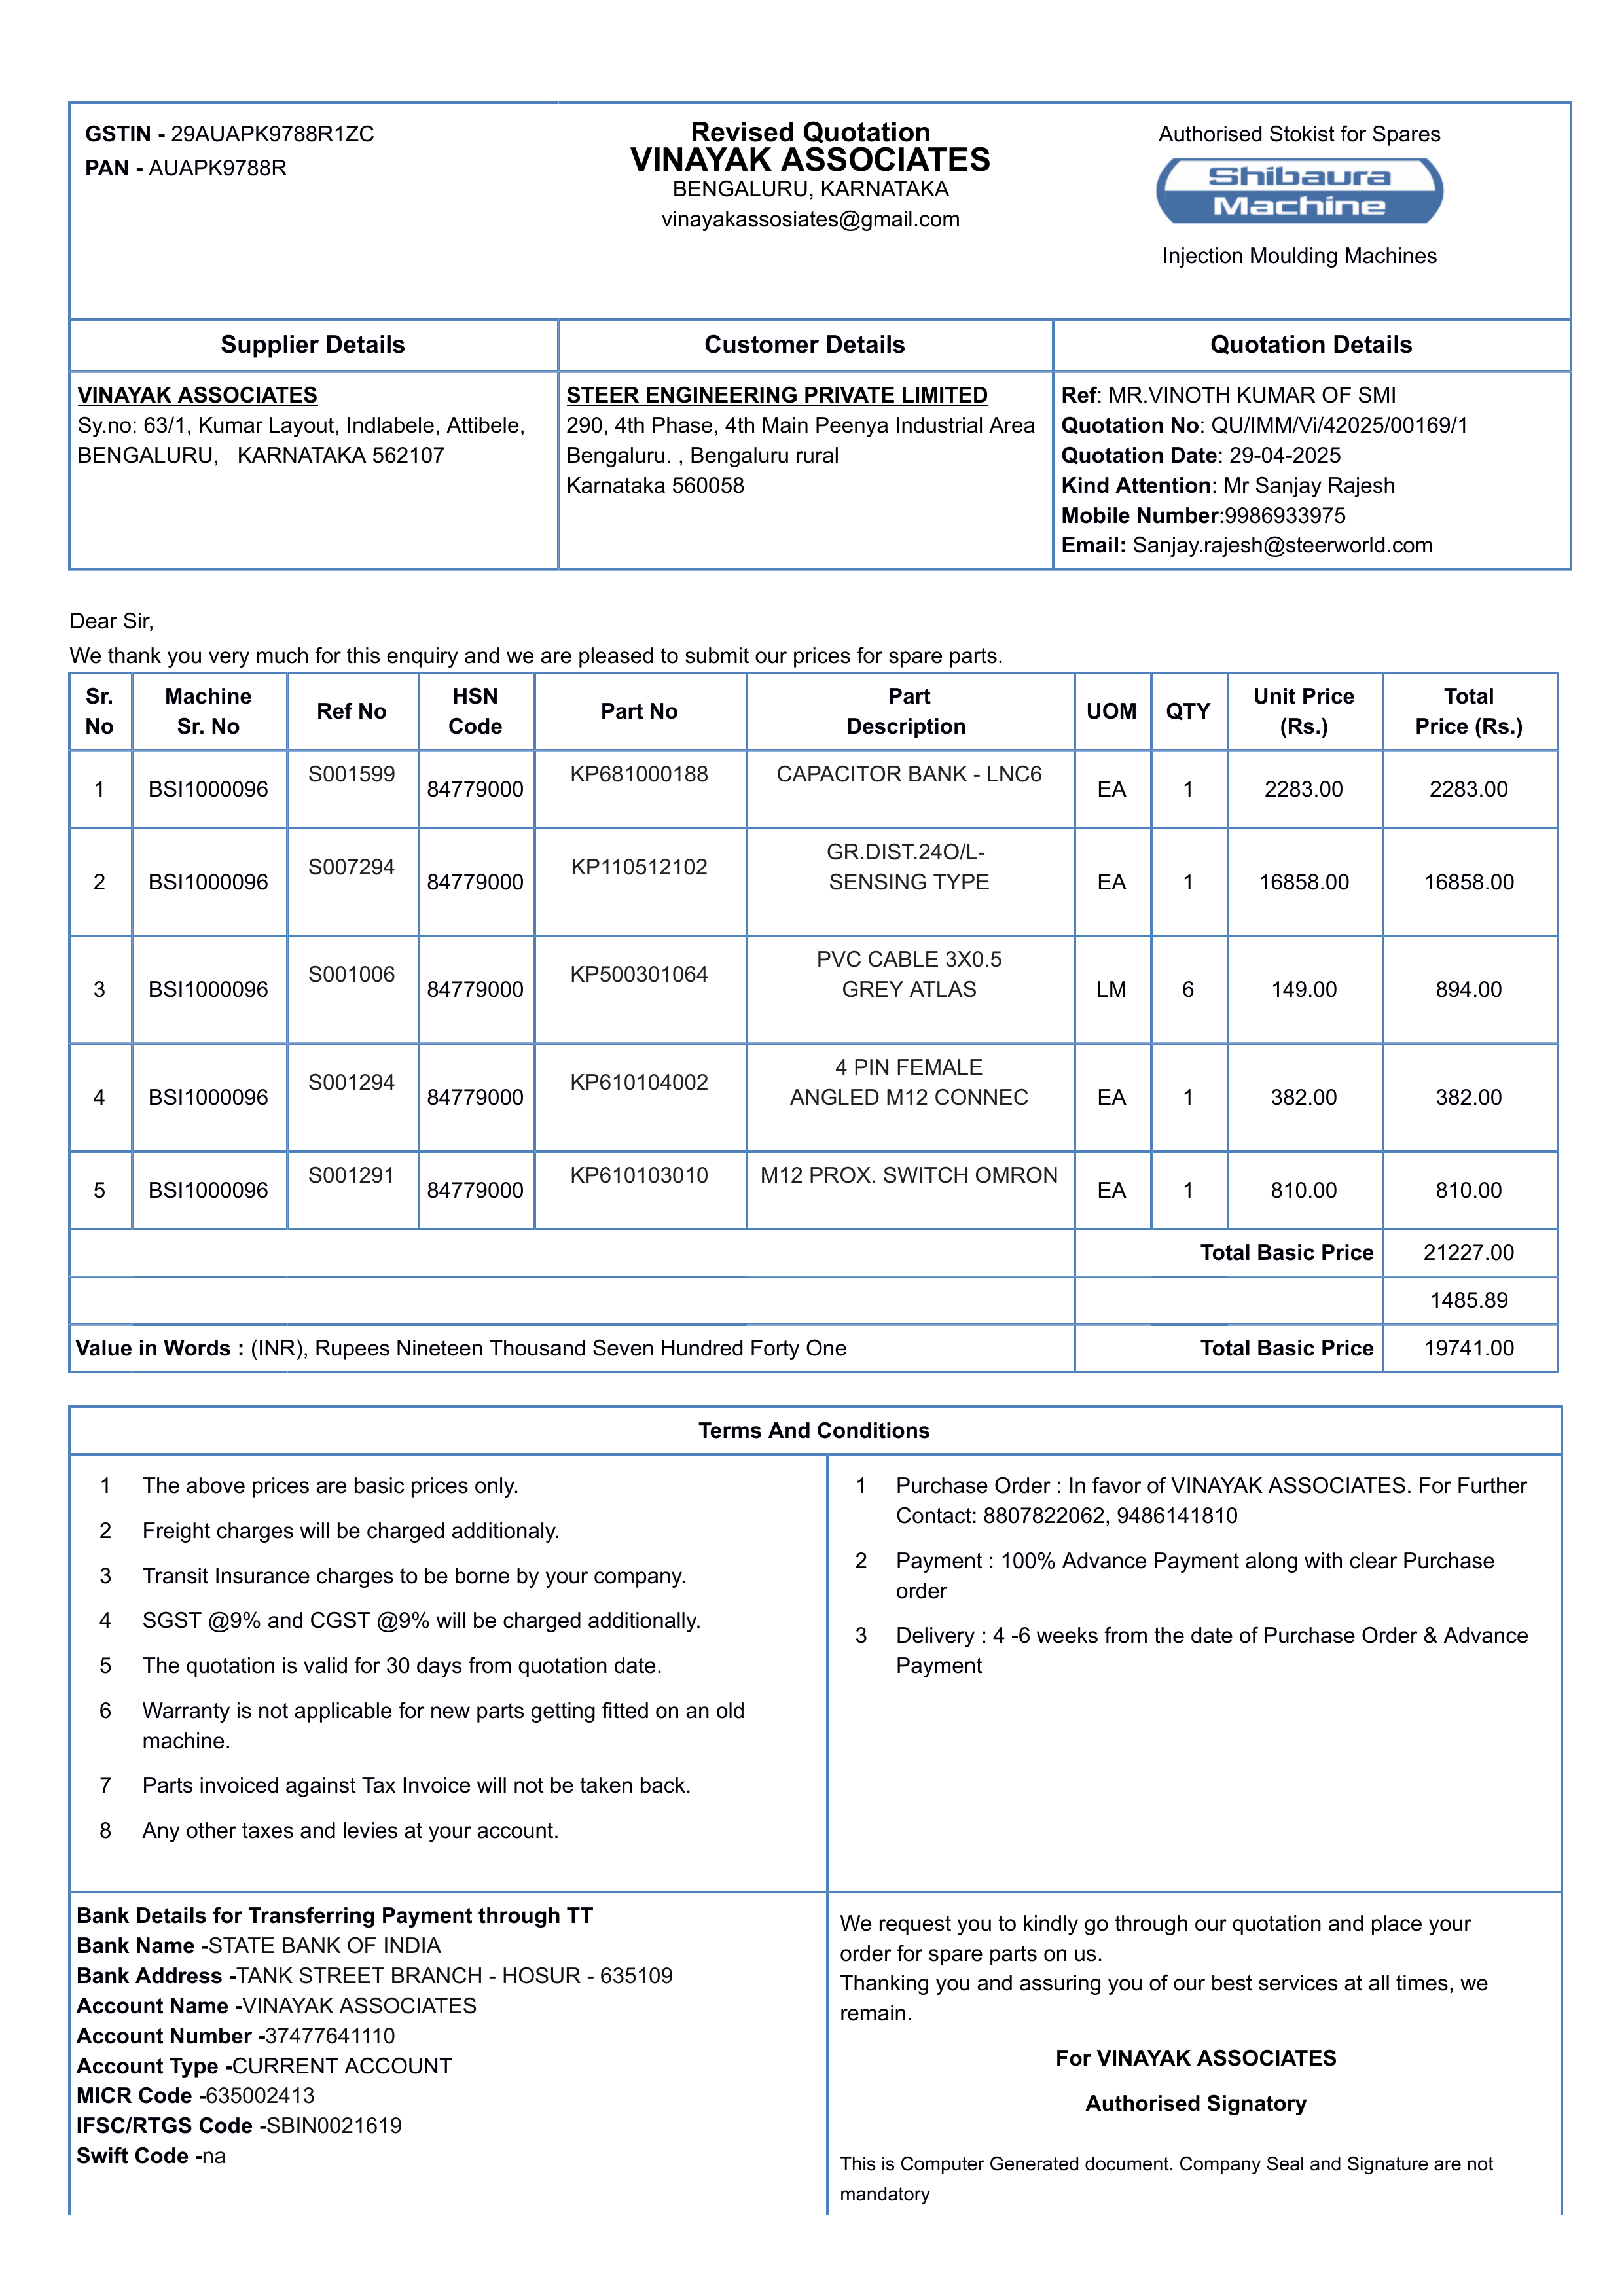 GSTIN - 29AUAPK9788R1ZC
PAN - AUAPK9788R
Revised Quotation
VINAYAK ASSOCIATES
BENGALURU, KARNATAKA
vinayakassosiates@gmail.com
Authorised Stokist for Spares
Shibaura
Machine
Injection Moulding Machines
Supplier Details
VINAYAK ASSOCIATES
Sy.no: 63/1, Kumar Layout, Indlabele, Attibele,
BENGALURU, KARNATAKA 562107
Customer Details
STEER ENGINEERING PRIVATE LIMITED
290, 4th Phase, 4th Main Peenya Industrial Area
Bengaluru. , Bengaluru rural
Karnataka 560058
Quotation Details
Ref: MR.VINOTH KUMAR OF SMI
Quotation No: QU/IMM/Vi/42025/00169/1
Quotation Date: 29-04-2025
Kind Attention: Mr Sanjay Rajesh
Mobile Number:9986933975
Email: Sanjay.rajesh@steerworld.com
Dear Sir,
We thank you very much for this enquiry and we are pleased to submit our prices for spare parts.
Sr. No Machine Sr. No Ref No HSN Code Part No Part Description UOM QTY Unit Price (Rs.) Total Price (Rs.)
1 BSI1000096 S001599 84779000 KP681000188 CAPACITOR BANK - LNC6 EA 1 2283.00 2283.00
2 BSI1000096 S007294 84779000 KP110512102 GR.DIST.24O/L- SENSING TYPE EA 1 16858.00 16858.00
3 BSI1000096 S001006 84779000 KP500301064 PVC CABLE 3X0.5 GREY ATLAS LM 6 149.00 894.00
4 BSI1000096 S001294 84779000 KP610104002 4 PIN FEMALE ANGLED M12 CONNEC EA 1 382.00 382.00
5 BSI1000096 S001291 84779000 KP610103010 M12 PROX. SWITCH OMRON EA 1 810.00 810.00
Total Basic Price 21227.00
1485.89
Value in Words : (INR), Rupees Nineteen Thousand Seven Hundred Forty One Total Basic Price 19741.00
Terms And Conditions
1 The above prices are basic prices only.
2 Freight charges will be charged additionaly.
3 Transit Insurance charges to be borne by your company.
4 SGST @9% and CGST @9% will be charged additionally.
5 The quotation is valid for 30 days from quotation date.
6 Warranty is not applicable for new parts getting fitted on an old
machine.
7 Parts invoiced against Tax Invoice will not be taken back.
8 Any other taxes and levies at your account.
1 Purchase Order : In favor of VINAYAK ASSOCIATES. For Further
Contact: 8807822062, 9486141810
2 Payment : 100% Advance Payment along with clear Purchase
order
3 Delivery : 4 -6 weeks from the date of Purchase Order & Advance
Payment
Bank Details for Transferring Payment through TT
Bank Name -STATE BANK OF INDIA
Bank Address -TANK STREET BRANCH - HOSUR - 635109
Account Name -VINAYAK ASSOCIATES
Account Number -37477641110
Account Type -CURRENT ACCOUNT
MICR Code -635002413
IFSC/RTGS Code -SBIN0021619
Swift Code -na
We request you to kindly go through our quotation and place your
order for spare parts on us.
Thanking you and assuring you of our best services at all times, we
remain.
For VINAYAK ASSOCIATES
Authorised Signatory
This is Computer Generated document. Company Seal and Signature are not
mandatory